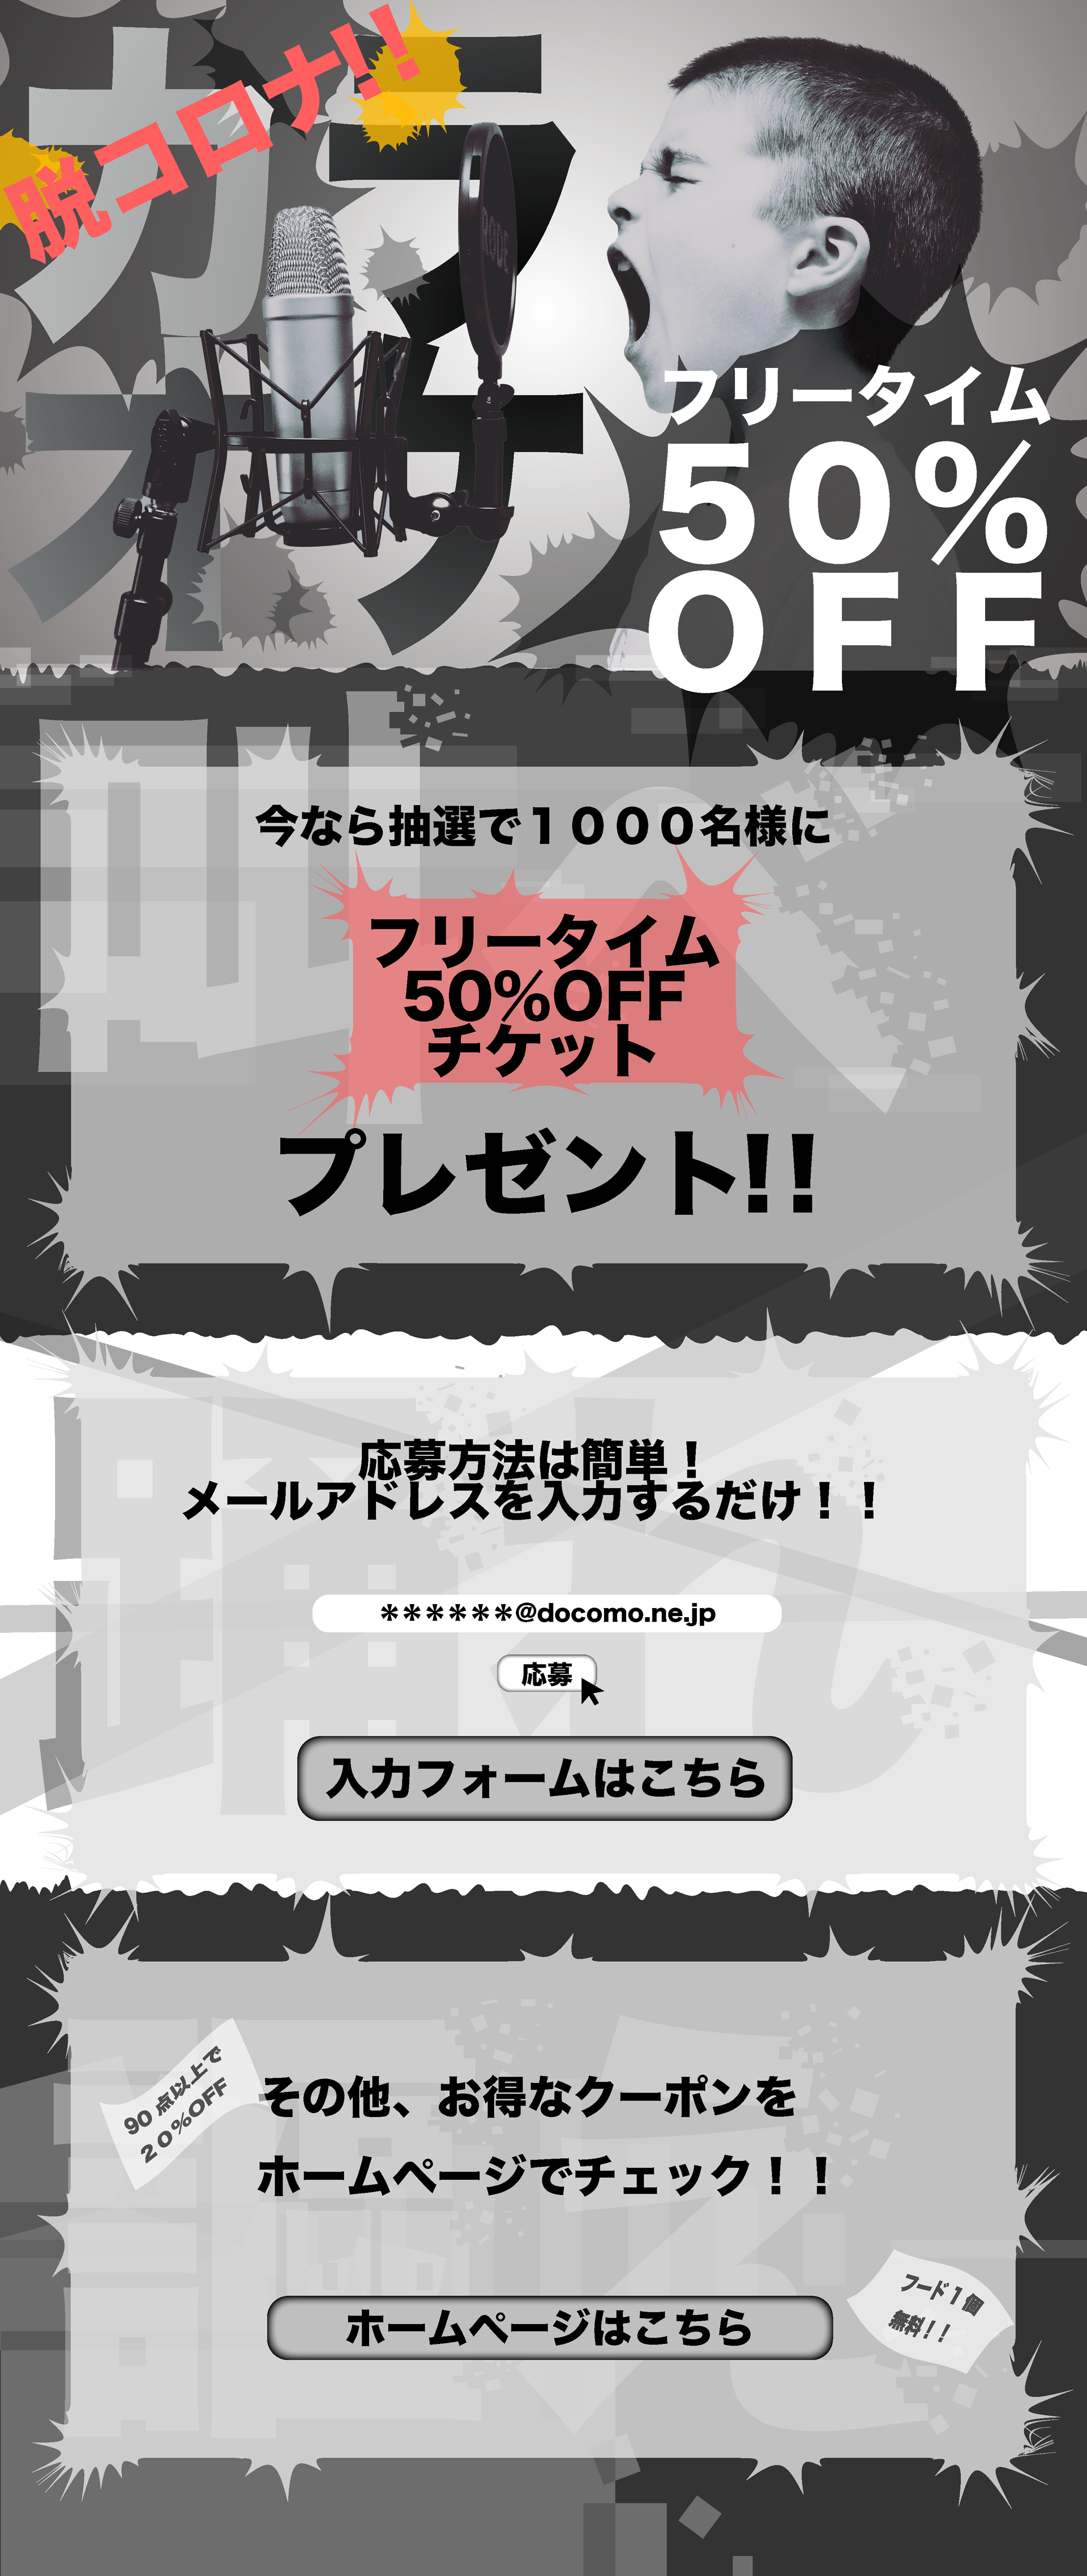 脱コロナ!!
カラ
オケ
フリータイム
50%
OFF
叫べ
今なら抽選で１０００名様に
フリータイム
50%OFF
チケット
プレゼント!!
踊れ
応募方法は簡単！
メールアドレスを入力するだけ！！
＊＊＊＊＊＊@docomo.ne.jp
応募
入力フォームはこちら
90点以上で
２０％OFF
その他、お得なクーポンを
ホームページでチェック！！
フード１個
無料！！
ホームページはこちら